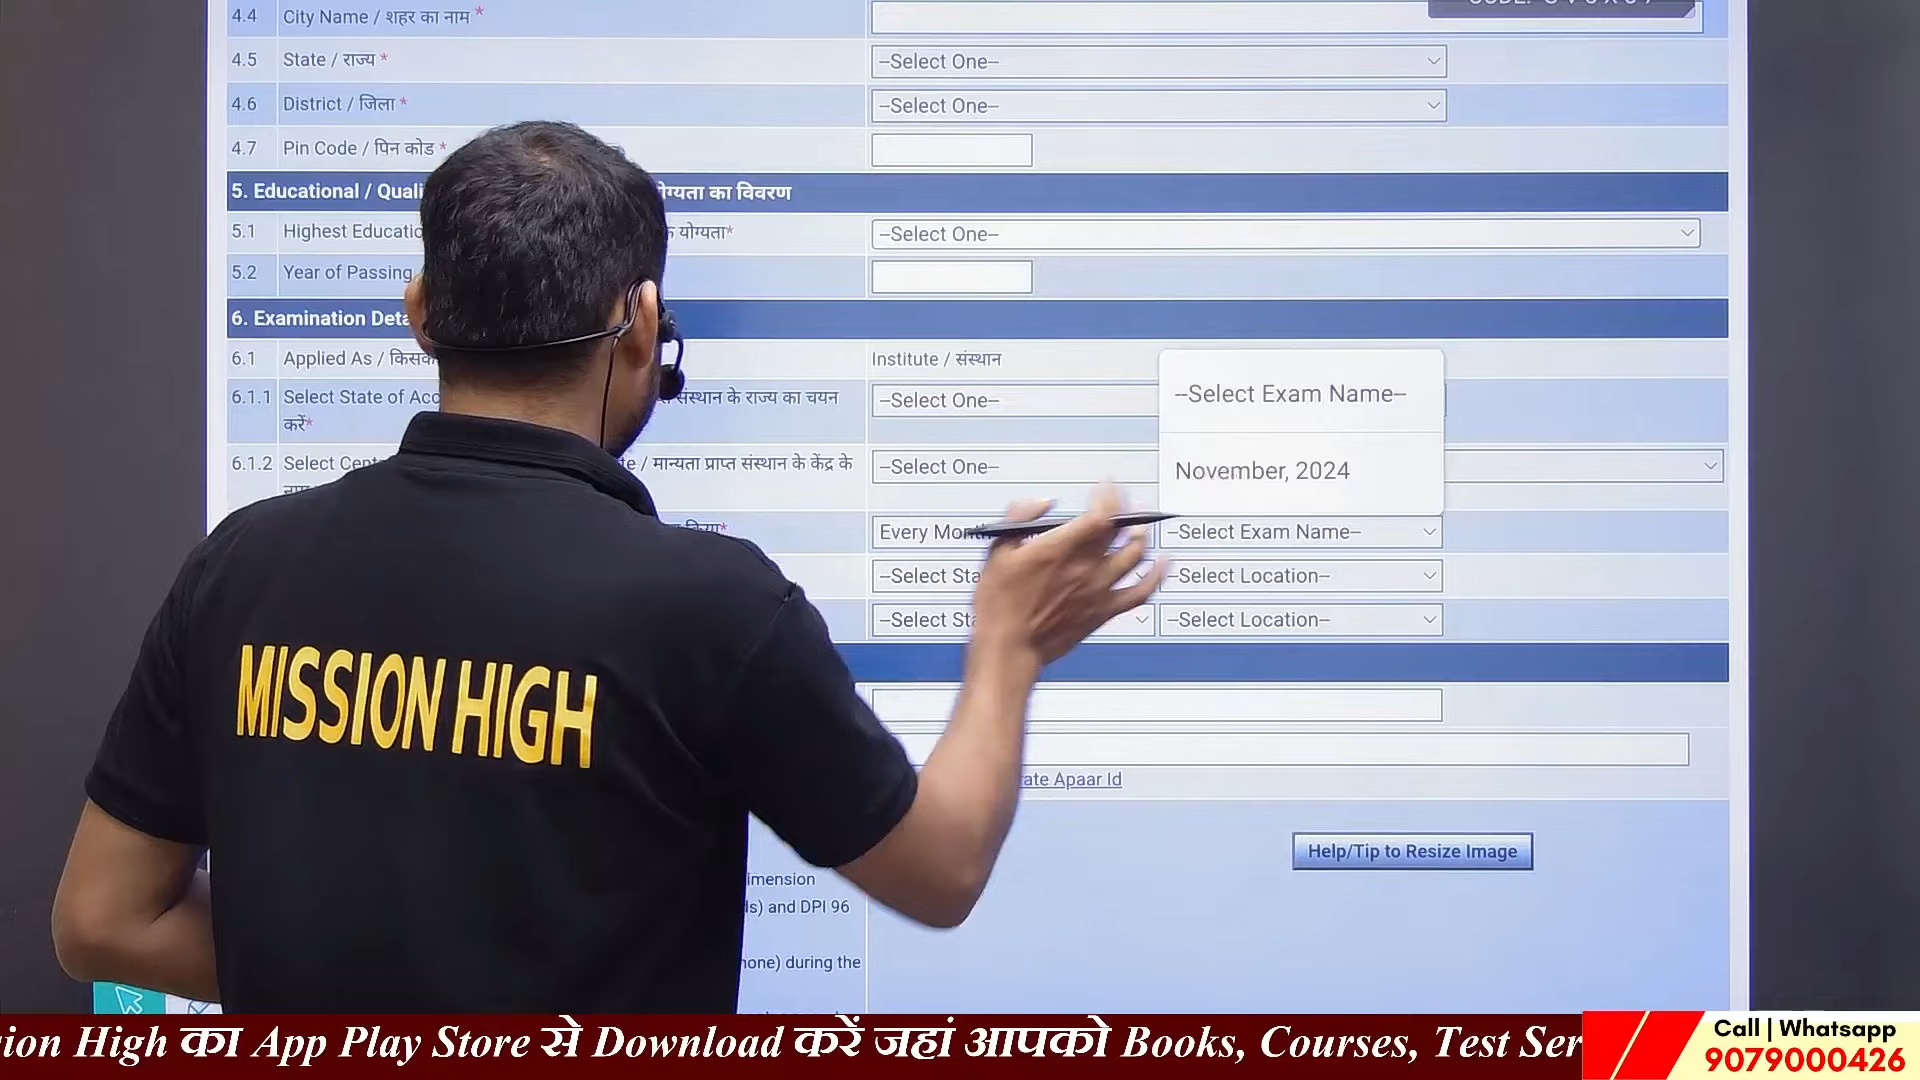 4.4 City Name / शहर का नाम *
4.5 State / राज्य * --Select One--
4.6 District / जिला * --Select One--
4.7 Pin Code / पिन कोड *
5. Educational / Quali ग्यता का विवरण
5.1 Highest Educatio योग्यता* --Select One--
5.2 Year of Passing
6. Examination Deta
6.1 Applied As / Institute / संस्थान
6.1.1 Select State of Acc संस्थान के राज्य का चयन --Select One--
करें*
--Select Exam Name--
November, 2024
6.1.2 Select Cent te / मान्यता प्राप्त संस्थान के केंद्र के --Select One--
Every Mon --Select Exam Name--
--Select Sta --Select Location--
--Select Sta --Select Location--
ate Apaar Id
Help/Tip to Resize Image
imension
ls) and DPI 96
hone) during the
MISSION HIGH
ion High का App Play Store से Download करें जहां आपको Books, Courses, Test Ser
Call | Whatsapp
9079000426